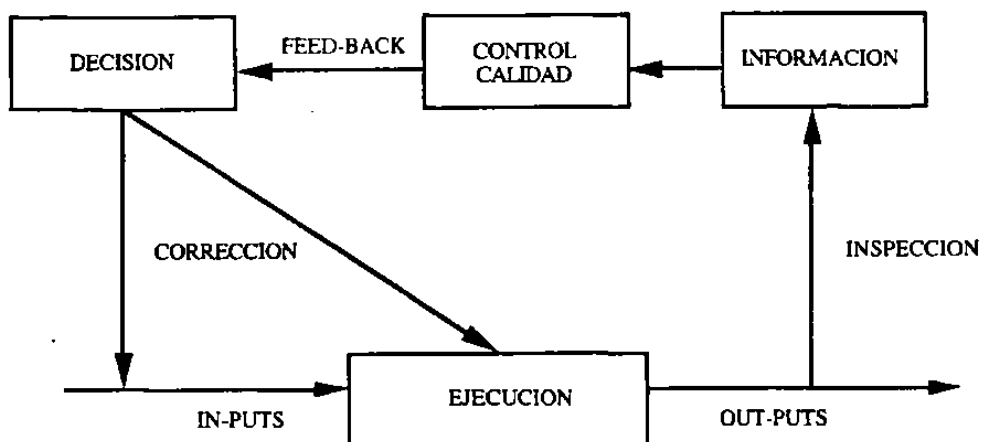 DECISION
FEED-BACK
CONTROL
CALIDAD
INFORMACION
CORRECCION
INSPECCION
IN-PUTS
EJECUCION
OUT-PUTS